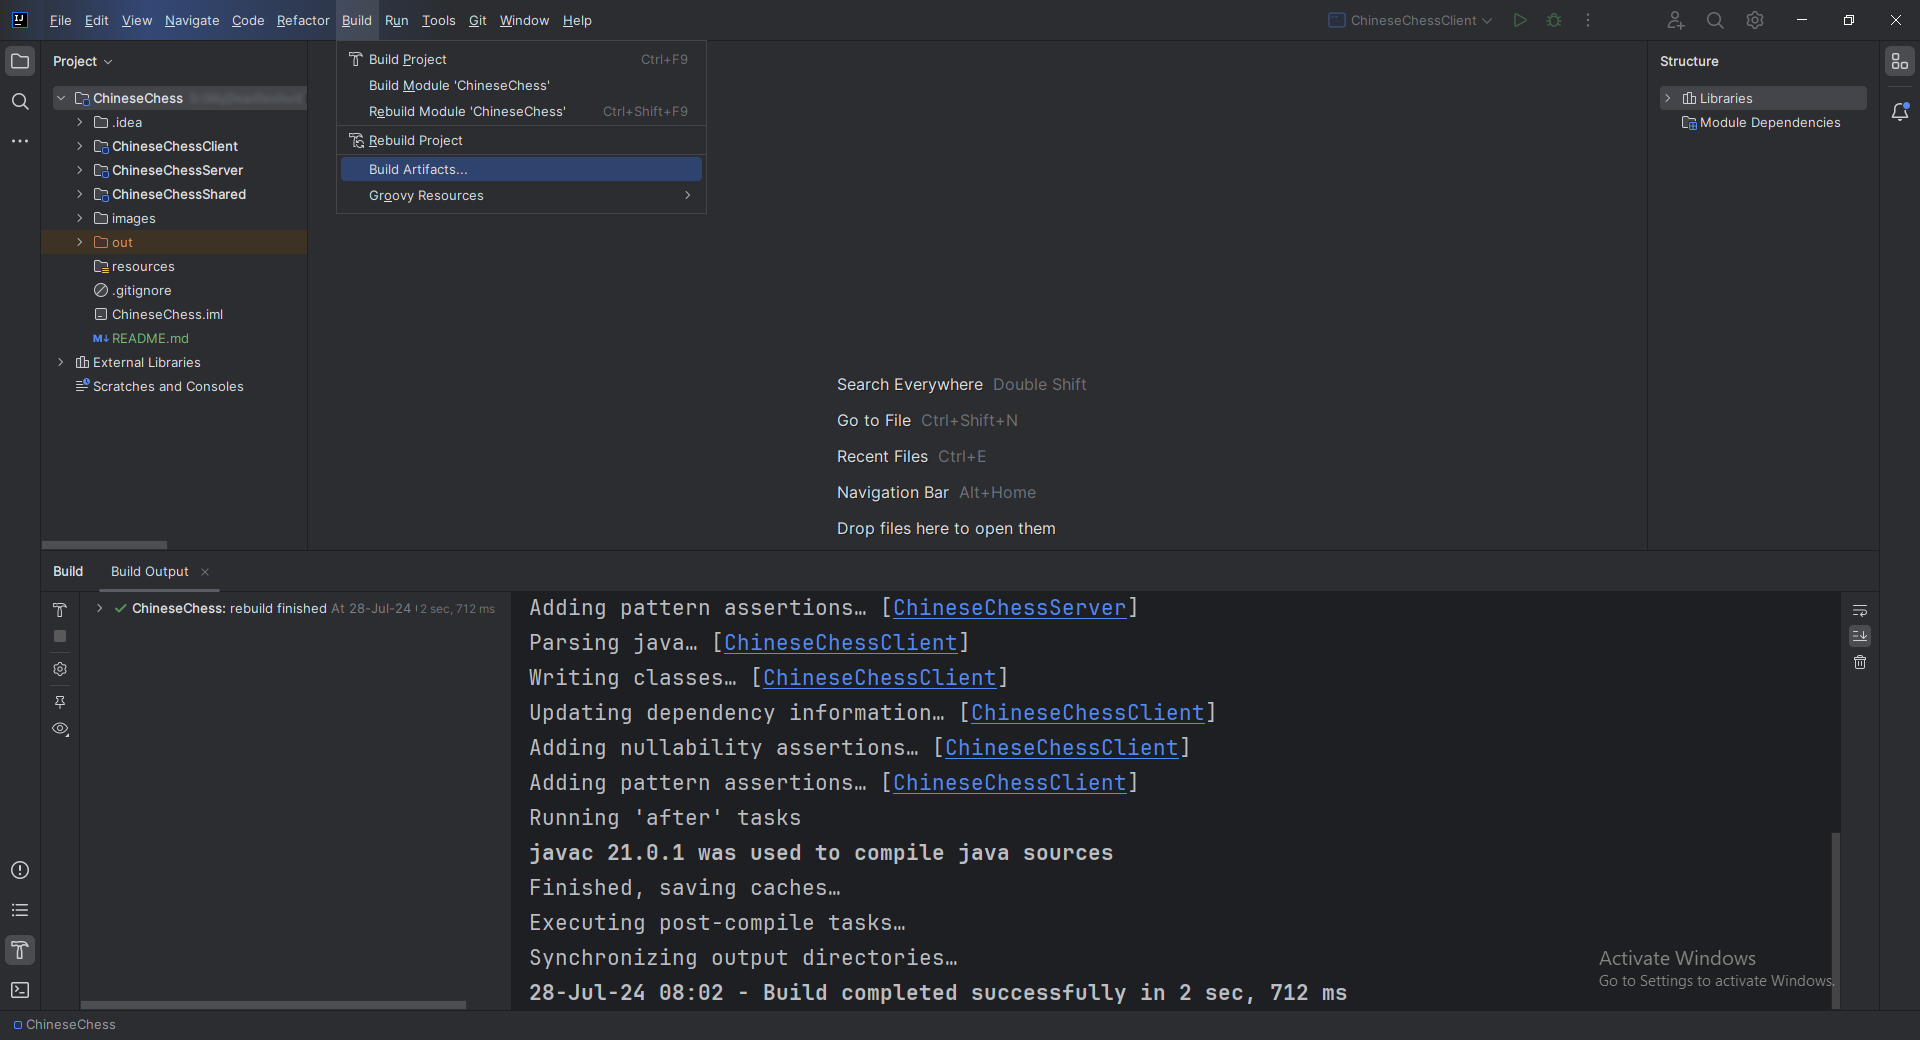 IJ File Edit View Navigate Code Refactor Build Run Tools Git Window Help ChineseChessClient
Project
ChineseChess
.idea
ChineseChessClient
ChineseChessServer
ChineseChessShared
images
out
resources
.gitignore
ChineseChess.iml
M↓ README.md
External Libraries
Scratches and Consoles
Build Project Ctrl+F9
Build Module 'ChineseChess'
Rebuild Module 'ChineseChess' Ctrl+Shift+F9
Rebuild Project
Build Artifacts...
Groovy Resources
Search Everywhere Double Shift
Go to File Ctrl+Shift+N
Recent Files Ctrl+E
Navigation Bar Alt+Home
Drop files here to open them
Structure
Libraries
Module Dependencies
Build Build Output
ChineseChess: rebuild finished At 28-Jul-24 2 sec, 712 ms
Adding pattern assertions… [ChineseChessServer]
Parsing java… [ChineseChessClient]
Writing classes… [ChineseChessClient]
Updating dependency information… [ChineseChessClient]
Adding nullability assertions… [ChineseChessClient]
Adding pattern assertions… [ChineseChessClient]
Running 'after' tasks
javac 21.0.1 was used to compile java sources
Finished, saving caches…
Executing post-compile tasks…
Synchronizing output directories…
28-Jul-24 08:02 - Build completed successfully in 2 sec, 712 ms
Activate Windows
Go to Settings to activate Windows.
ChineseChess